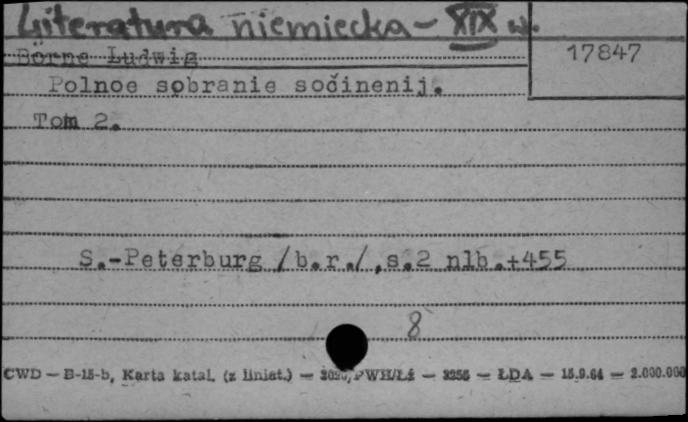 Literatura niemiecka - XIX w.
17847
Börne Ludwig
Polnoe sobranie sočinenij.
Tom 2.
S.-Peterburg /b.r./,s.2 nlb.+455
8
CWD — B-15-b, Karta katal. (z liniat.) — PWH/Łź — 3256 — ŁDA — 15.9.64 — 2.000.000